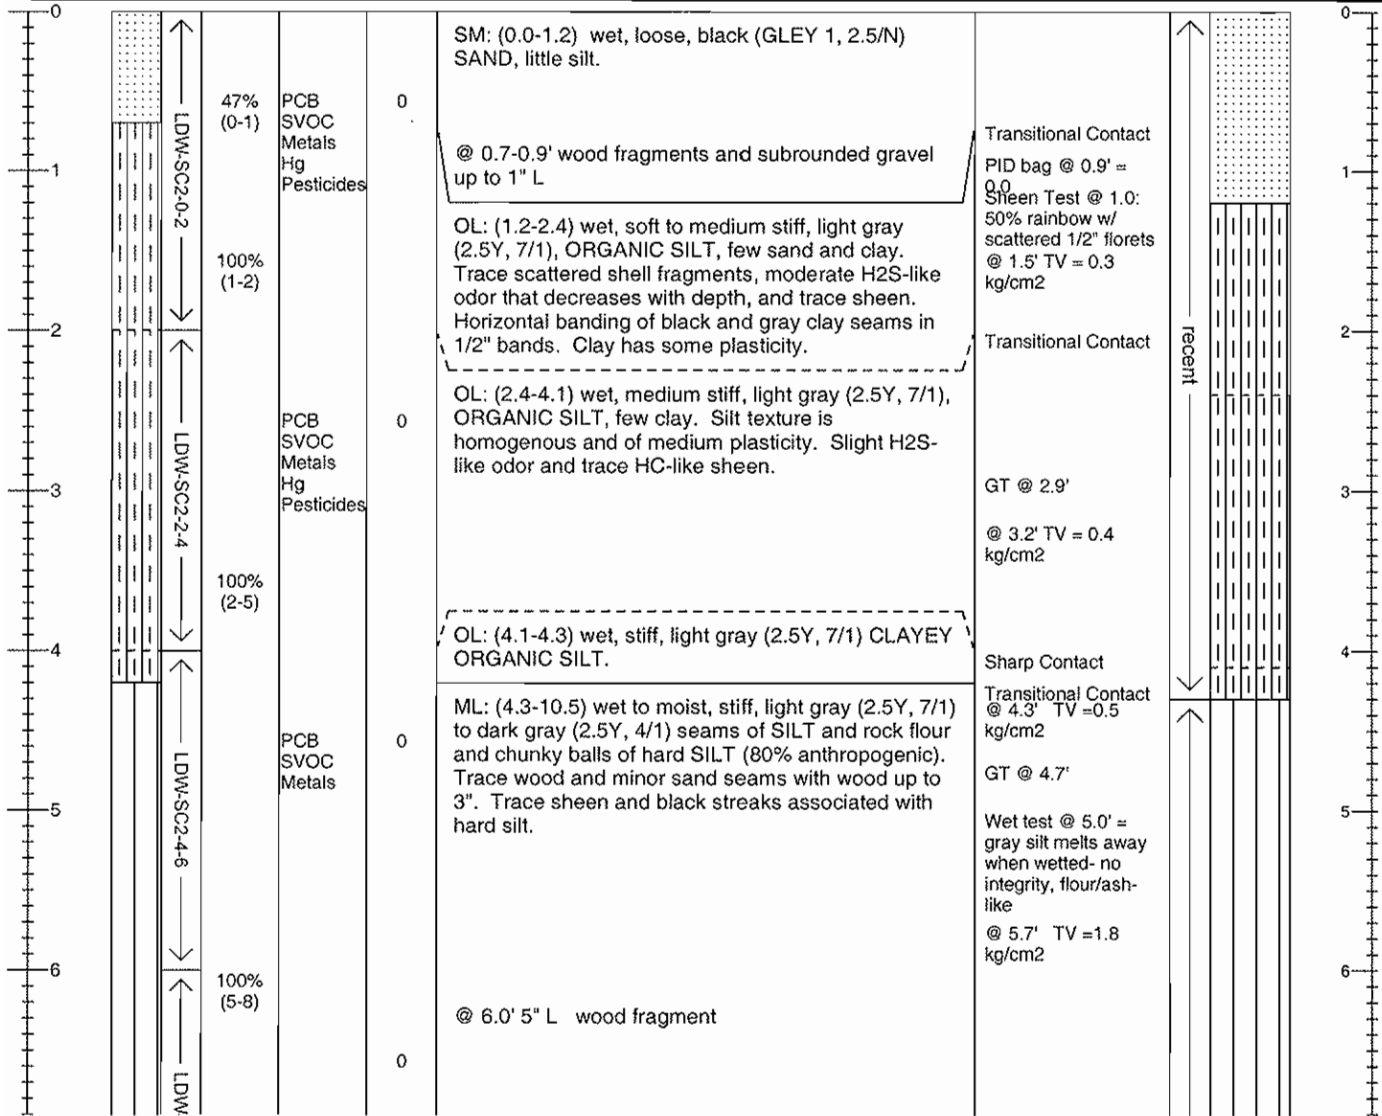 0
1
2
3
4
5
6
LDW-SC2-0-2
LDW-SC2-2-4
LDW-SC2-4-6
LDW-
47%
(0-1)
100%
(1-2)
100%
(2-5)
100%
(5-8)
PCB
SVOC
Metals
Hg
Pesticides
PCB
SVOC
Metals
Hg
Pesticides
PCB
SVOC
Metals
0
0
0
0
SM: (0.0-1.2) wet, loose, black (GLEY 1, 2.5/N)
SAND, little silt.
@ 0.7-0.9' wood fragments and subrounded gravel
up to 1" L
OL: (1.2-2.4) wet, soft to medium stiff, light gray
(2.5Y, 7/1), ORGANIC SILT, few sand and clay.
Trace scattered shell fragments, moderate H2S-like
odor that decreases with depth, and trace sheen.
Horizontal banding of black and gray clay seams in
1/2" bands. Clay has some plasticity.
OL: (2.4-4.1) wet, medium stiff, light gray (2.5Y, 7/1),
ORGANIC SILT, few clay. Silt texture is
homogenous and of medium plasticity. Slight H2S-
like odor and trace HC-like sheen.
OL: (4.1-4.3) wet, stiff, light gray (2.5Y, 7/1) CLAYEY
ORGANIC SILT.
ML: (4.3-10.5) wet to moist, stiff, light gray (2.5Y, 7/1)
to dark gray (2.5Y, 4/1) seams of SILT and rock flour
and chunky balls of hard SILT (80% anthropogenic).
Trace wood and minor sand seams with wood up to
3". Trace sheen and black streaks associated with
hard silt.
@ 6.0' 5" L wood fragment
Transitional Contact
PID bag @ 0.9' =
0.0
Sheen Test @ 1.0:
50% rainbow w/
scattered 1/2" florets
@ 1.5' TV = 0.3
kg/cm2
Transitional Contact
GT @ 2.9'
@ 3.2' TV = 0.4
kg/cm2
Sharp Contact
Transitional Contact
@ 4.3' TV =0.5
kg/cm2
GT @ 4.7'
Wet test @ 5.0' =
gray silt melts away
when wetted- no
integrity, flour/ash-
like
@ 5.7' TV =1.8
kg/cm2
recent
0
1
2
3
4
5
6